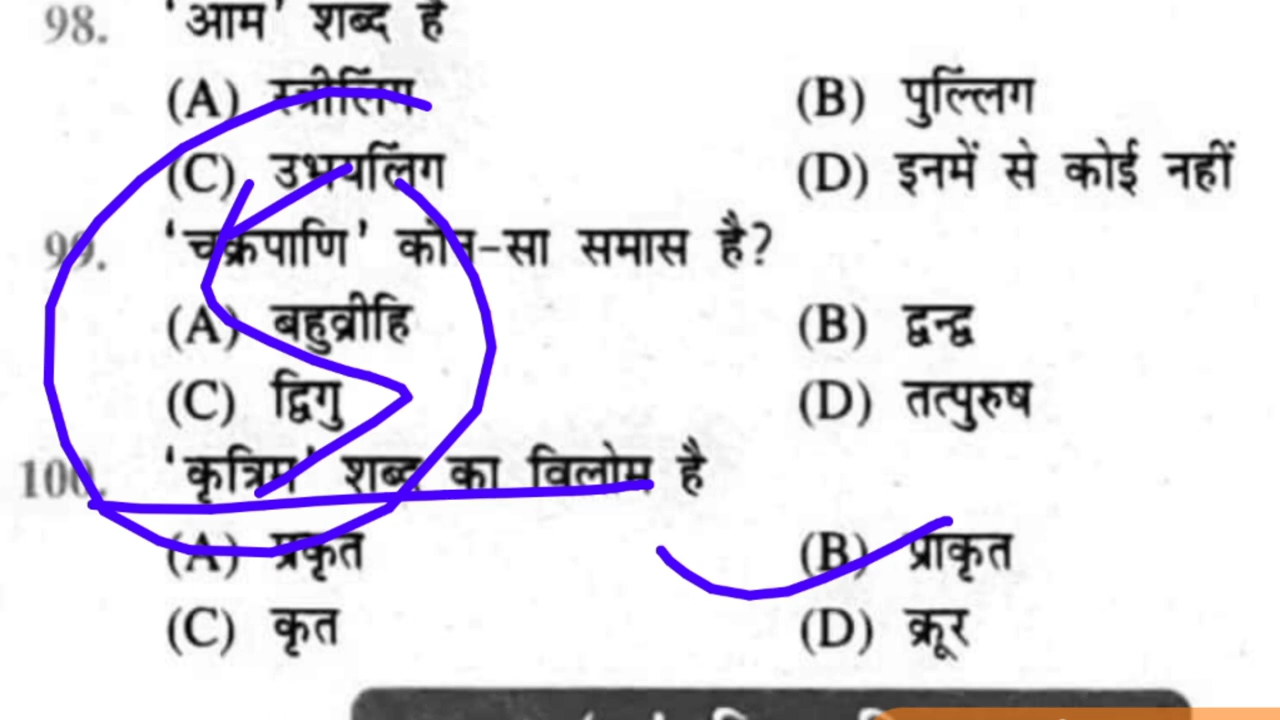 98. 'आम' शब्द है
(A) स्त्रीलिंग (B) पुल्लिंग
(C) उभयलिंग (D) इनमें से कोई नहीं
99. 'चक्रपाणि' कौन-सा समास है?
(A) बहुव्रीहि (B) द्वन्द्व
(C) द्विगु (D) तत्पुरुष
100. 'कृत्रिम' शब्द का विलोम है
(A) प्रकृत (B) प्राकृत
(C) कृत (D) क्रूर